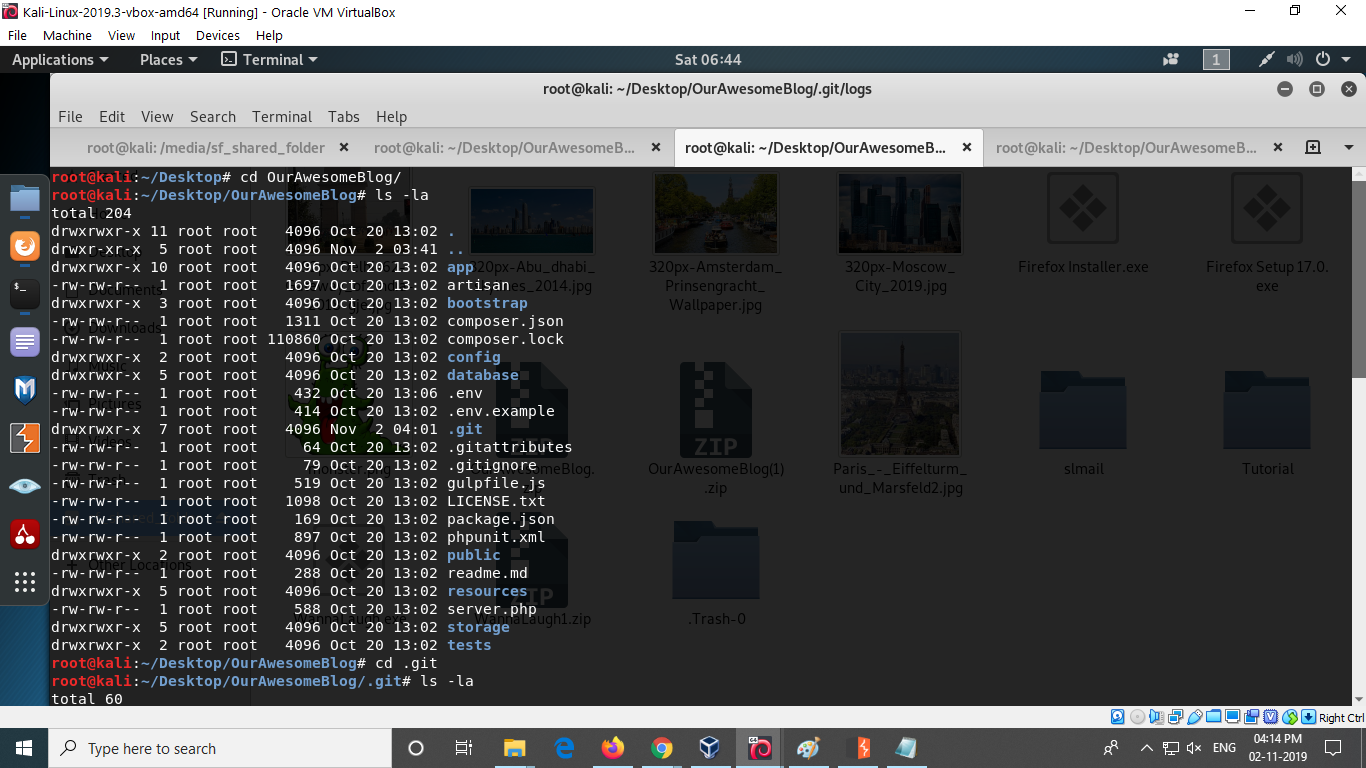 Kali-Linux-2019.3-vbox-amd64 [Running] - Oracle VM VirtualBox
File Machine View Input Devices Help
Applications Places Terminal Sat 06:44 1
root@kali: ~/Desktop/OurAwesomeBlog/.git/logs
File Edit View Search Terminal Tabs Help
root@kali: /media/sf_shared_folder root@kali: ~/Desktop/OurAwesomeB... root@kali: ~/Desktop/OurAwesomeB... root@kali: ~/Desktop/OurAwesomeB...
root@kali:~/Desktop# cd OurAwesomeBlog/
root@kali:~/Desktop/OurAwesomeBlog# ls -la
total 204
drwxrwxr-x 11 root root 4096 Oct 20 13:02 .
drwxr-xr-x 5 root root 4096 Nov 2 03:41 ..
drwxrwxr-x 10 root root 4096 Oct 20 13:02 app
-rw-rw-r-- 1 root root 1697 Oct 20 13:02 artisan
drwxrwxr-x 3 root root 4096 Oct 20 13:02 bootstrap
-rw-rw-r-- 1 root root 1311 Oct 20 13:02 composer.json
-rw-rw-r-- 1 root root 110860 Oct 20 13:02 composer.lock
drwxrwxr-x 2 root root 4096 Oct 20 13:02 config
drwxrwxr-x 5 root root 4096 Oct 20 13:02 database
-rw-rw-r-- 1 root root 432 Oct 20 13:06 .env
-rw-rw-r-- 1 root root 414 Oct 20 13:02 .env.example
drwxrwxr-x 7 root root 4096 Nov 2 04:01 .git
-rw-rw-r-- 1 root root 64 Oct 20 13:02 .gitattributes
-rw-rw-r-- 1 root root 79 Oct 20 13:02 .gitignore
-rw-rw-r-- 1 root root 519 Oct 20 13:02 gulpfile.js
-rw-rw-r-- 1 root root 1098 Oct 20 13:02 LICENSE.txt
-rw-rw-r-- 1 root root 169 Oct 20 13:02 package.json
-rw-rw-r-- 1 root root 897 Oct 20 13:02 phpunit.xml
drwxrwxr-x 2 root root 4096 Oct 20 13:02 public
-rw-rw-r-- 1 root root 288 Oct 20 13:02 readme.md
drwxrwxr-x 5 root root 4096 Oct 20 13:02 resources
-rw-rw-r-- 1 root root 588 Oct 20 13:02 server.php
drwxrwxr-x 5 root root 4096 Oct 20 13:02 storage
drwxrwxr-x 2 root root 4096 Oct 20 13:02 tests
root@kali:~/Desktop/OurAwesomeBlog# cd .git
root@kali:~/Desktop/OurAwesomeBlog/.git# ls -la
total 60
320px-Amsterdam_
Prinsengracht_
Wallpaper.jpg
320px-Moscow_
City_2019.jpg
Firefox Installer.exe
Firefox Setup 17.0.
exe
ZIP
ZIP
OurAwesomeBlog(1)
.zip
Paris_-_Eiffelturm_
und_Marsfeld2.jpg
slmail
Tutorial
Other Locations
WannaLaugh1.zip
.Trash-0
Right Ctrl
Type here to search
ENG
04:14 PM
02-11-2019